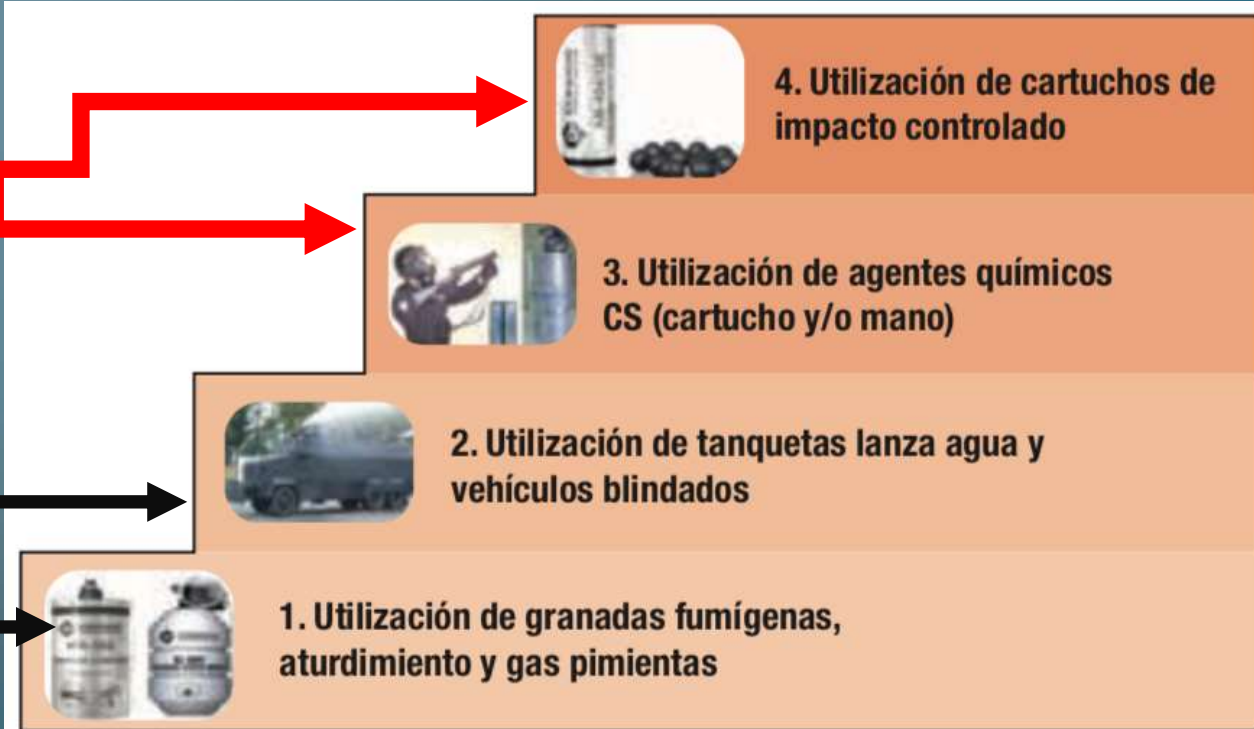 4. Utilización de cartuchos de
impacto controlado
3. Utilización de agentes químicos
CS (cartucho y/o mano)
2. Utilización de tanquetas lanza agua y
vehículos blindados
1. Utilización de granadas fumígenas,
aturdimiento y gas pimientas